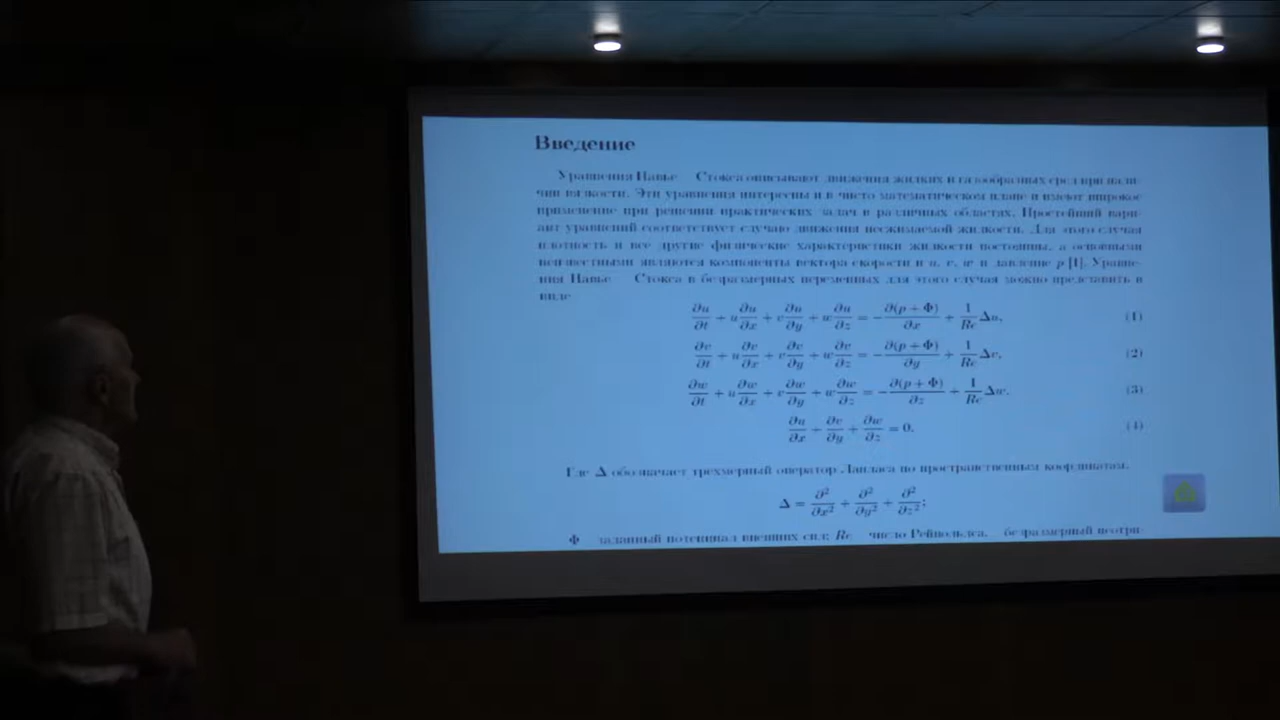 Введение
Уравнения Навье Стокса описывают движения жидких и газообразных сред при нали-
чии вязкости. Эти уравнения интересны и в чисто математическом плане и имеют широкое
применение при решении практических задач в различных областях. Простейший вари-
ант уравнений соответствует случаю движения несжимаемой жидкости. Для этого случая
плотность и все другие физические характеристики жидкости постоянны, а основными
неизвестными являются компоненты вектора скорости u, v, w и давление p [1]. Уравне-
ния Навье Стокса в безразмерных переменных для этого случая можно представить в
виде
∂u/∂t + u ∂u/∂x + v ∂u/∂y + w ∂u/∂z = −∂(p + Φ)/∂x + 1/Re Δu, (1)
∂v/∂t + u ∂v/∂x + v ∂v/∂y + w ∂v/∂z = −∂(p + Φ)/∂y + 1/Re Δv, (2)
∂w/∂t + u ∂w/∂x + v ∂w/∂y + w ∂w/∂z = −∂(p + Φ)/∂z + 1/Re Δw. (3)
∂u/∂x + ∂v/∂y + ∂w/∂z = 0. (4)
Где Δ обозначает трехмерный оператор Лапласа по пространственным координатам.
Δ = ∂²/∂x² + ∂²/∂y² + ∂²/∂z²;
Φ заданный потенциал внешних сил; Re число Рейнольдса, безразмерный неотри-